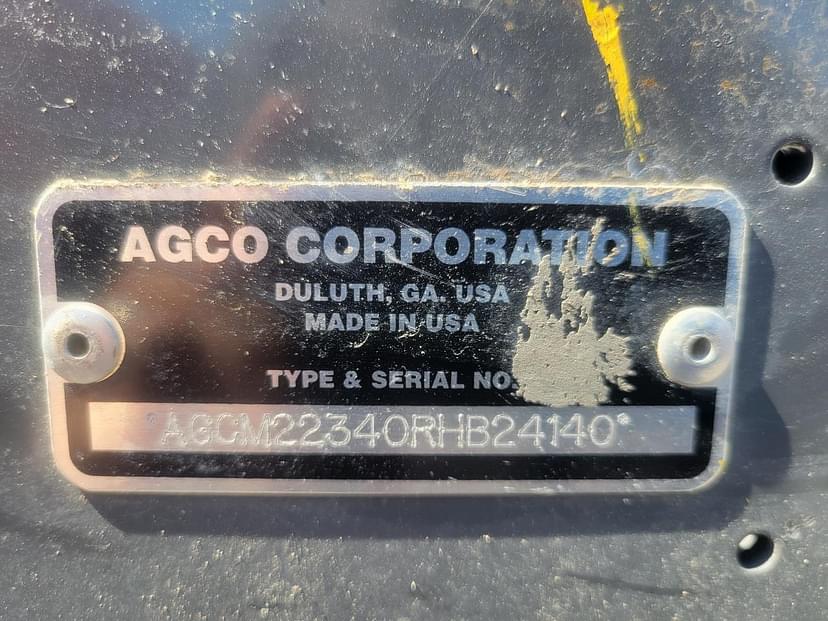 AGCO CORPORATION
DULUTH, GA. USA
MADE IN USA
TYPE & SERIAL NO.
*AGCM22340RHB24140*